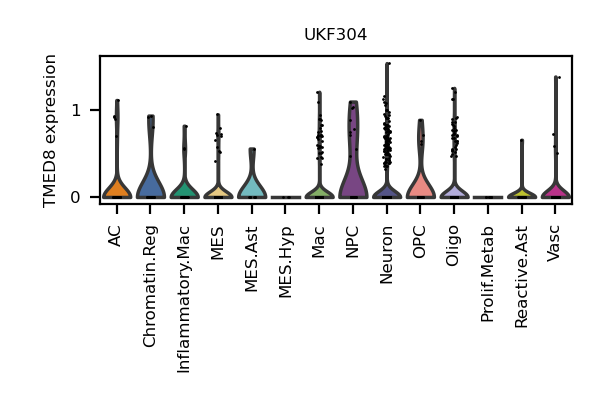 UKF304
TMED8 expression
1
0
AC
Chromatin.Reg
Inflammatory.Mac
MES
MES.Ast
MES.Hyp
Mac
NPC
Neuron
OPC
Oligo
Prolif.Metab
Reactive.Ast
Vasc